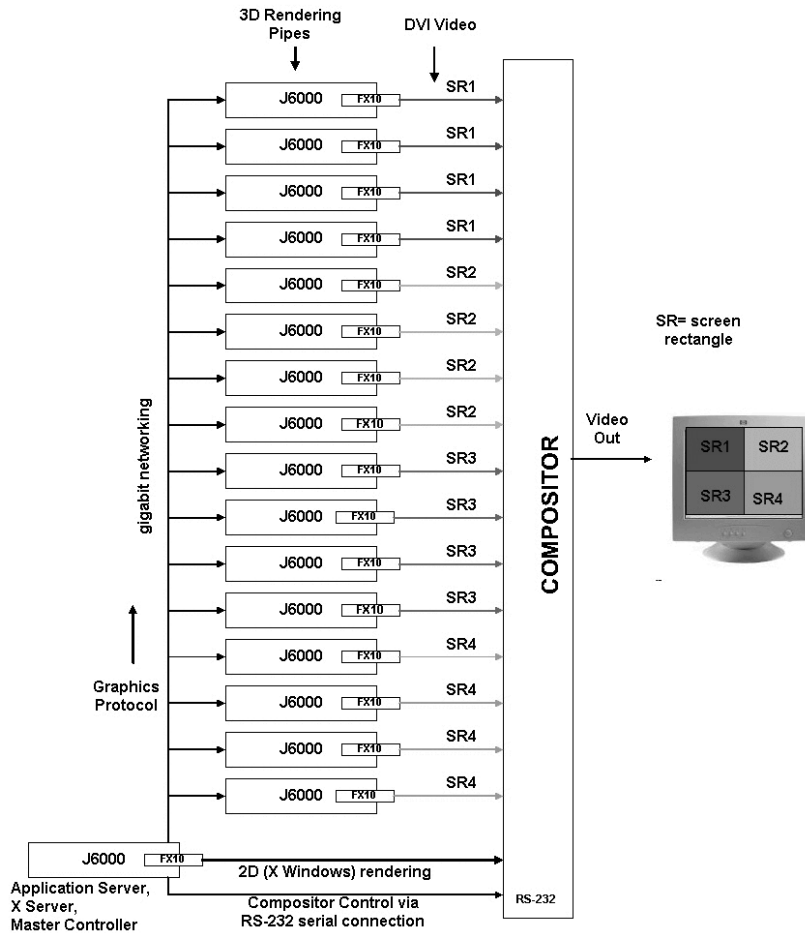 3D Rendering
Pipes
DVI Video
J6000
FX10
SR1
J6000
FX10
SR1
J6000
FX10
SR1
J6000
FX10
SR1
J6000
FX10
SR2
J6000
FX10
SR2
J6000
FX10
SR2
J6000
FX10
SR2
J6000
FX10
SR3
J6000
FX10
SR3
J6000
FX10
SR3
J6000
FX10
SR3
J6000
FX10
SR4
J6000
FX10
SR4
J6000
FX10
SR4
J6000
FX10
SR4
gigabit networking
Graphics
Protocol
COMPOSITOR
SR= screen
rectangle
Video
Out
hp
SR1
SR2
SR3
SR4
J6000
FX10
2D (X Windows) rendering
Application Server,
X Server,
Master Controller
Compositor Control via
RS-232 serial connection
RS-232